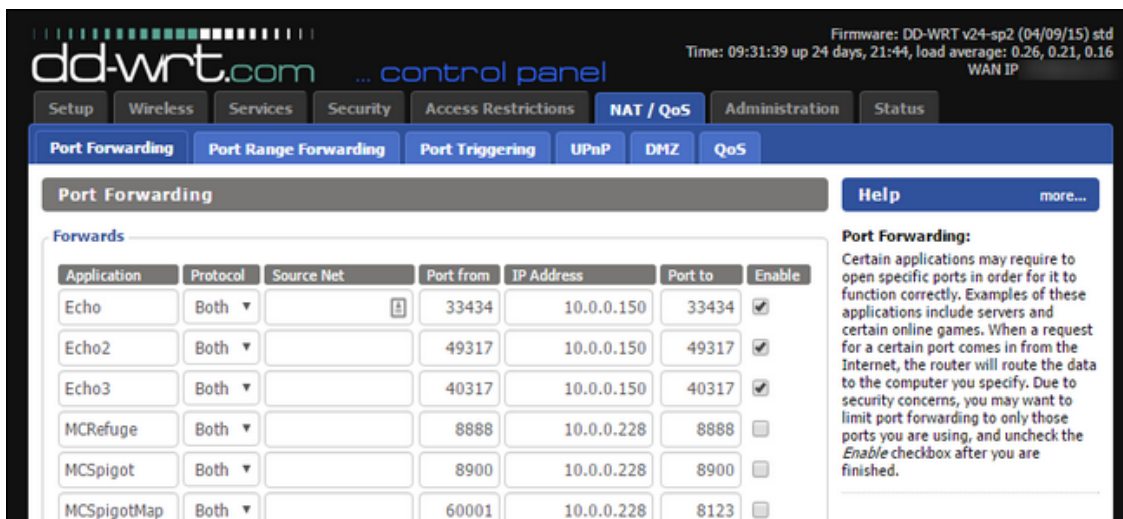 Firmware: DD-WRT v24-sp2 (04/09/15) std
Time: 09:31:39 up 24 days, 21:44, load average: 0.26, 0.21, 0.16
WAN IP
dd-wrt.com ... control panel
Setup Wireless Services Security Access Restrictions NAT / QoS Administration Status
Port Forwarding Port Range Forwarding Port Triggering UPnP DMZ QoS
Port Forwarding
Forwards
Application Protocol Source Net Port from IP Address Port to Enable
Echo Both 33434 10.0.0.150 33434
Echo2 Both 49317 10.0.0.150 49317
Echo3 Both 40317 10.0.0.150 40317
MCRefuge Both 8888 10.0.0.228 8888
MCSpigot Both 8900 10.0.0.228 8900
MCSpigotMap Both 60001 10.0.0.228 8123
Help more...
Port Forwarding:
Certain applications may require to
open specific ports in order for it to
function correctly. Examples of these
applications include servers and
certain online games. When a request
for a certain port comes in from the
Internet, the router will route the data
to the computer you specify. Due to
security concerns, you may want to
limit port forwarding to only those
ports you are using, and uncheck the
Enable checkbox after you are
finished.